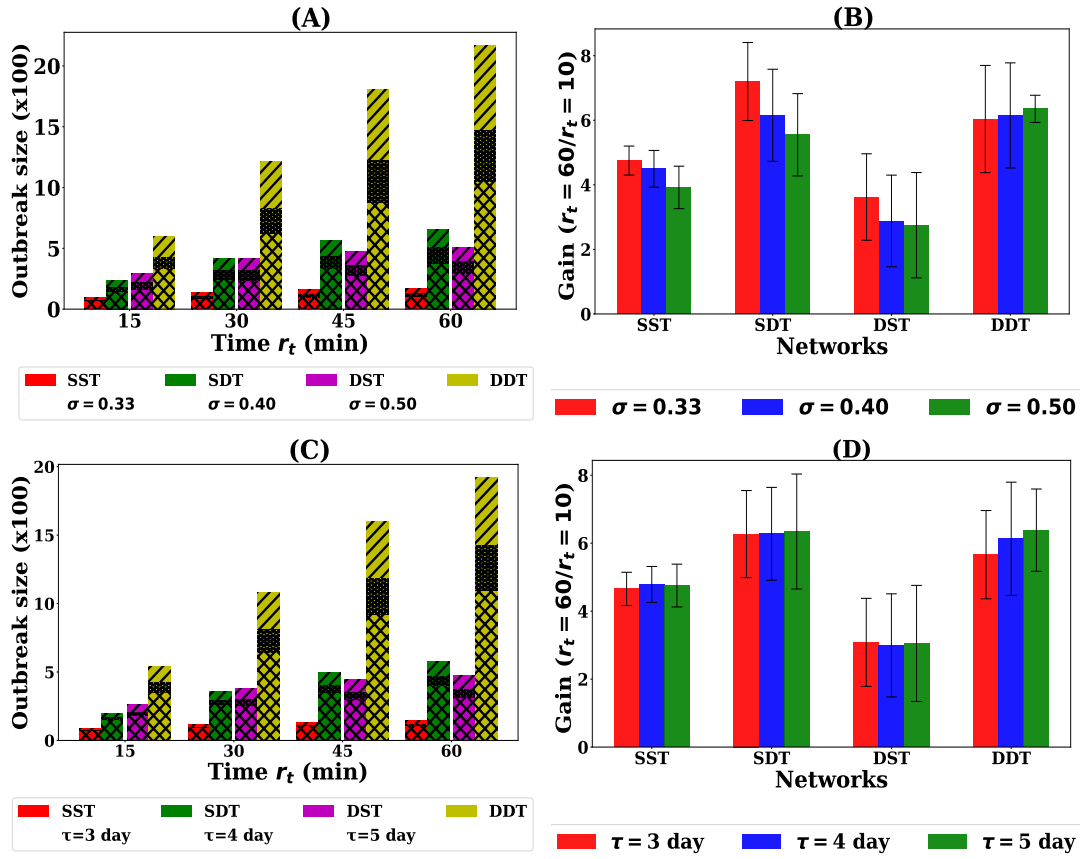 (A)
Outbreak size (x100)
20
15
10
5
0
15 30 45 60
Time r_t (min)
SST SDT DST DDT
σ = 0.33 σ = 0.40 σ = 0.50
(B)
Gain (r_t = 60/r_t = 10)
8
6
4
2
0
SST SDT DST DDT
Networks
σ = 0.33 σ = 0.40 σ = 0.50
(C)
Outbreak size (x100)
20
15
10
5
0
15 30 45 60
Time r_t (min)
SST SDT DST DDT
τ=3 day τ=4 day τ=5 day
(D)
Gain (r_t = 60/r_t = 10)
8
6
4
2
0
SST SDT DST DDT
Networks
τ = 3 day τ = 4 day τ = 5 day